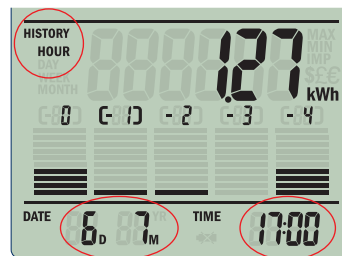 HISTORY
HOUR
DAY
WEEK
MONTH
1.27
MAX
MIN
IMP
$££
kWh
0 [-1] -2 -3 -4
DATE 6D 7M YR TIME 17:00